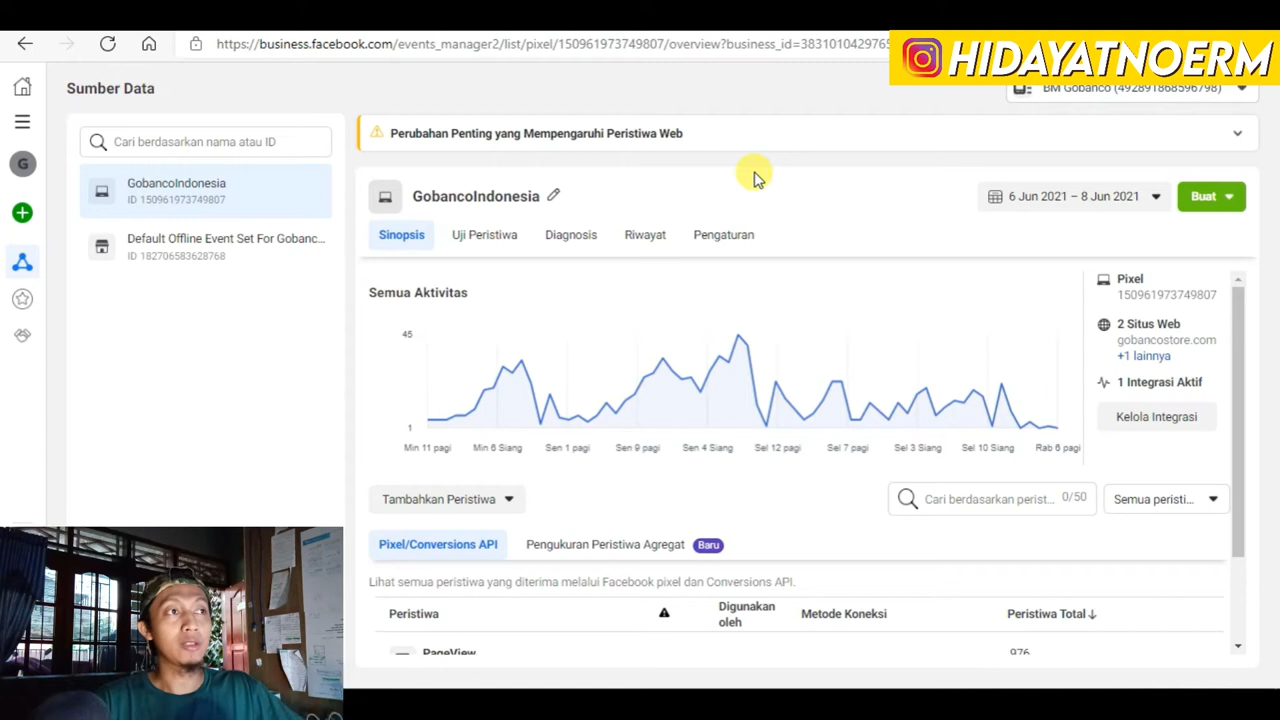 https://business.facebook.com/events_manager2/list/pixel/150961973749807/overview?business_id=38310104297
HIDAYATNOERM
Sumber Data
BM Gobanco (492891868596798)
Cari berdasarkan nama atau ID
G
GobancoIndonesia
ID 150961973749807
Default Offline Event Set For Gobanc...
ID 182706583628768
Perubahan Penting yang Mempengaruhi Peristiwa Web
GobancoIndonesia
6 Jun 2021 – 8 Jun 2021
Buat
Sinopsis
Uji Peristiwa
Diagnosis
Riwayat
Pengaturan
Semua Aktivitas
45
1
Min 11 pagi
Min 6 Siang
Sen 1 pagi
Sen 9 pagi
Sen 4 Siang
Sel 12 pagi
Sel 7 pagi
Sel 3 Siang
Sel 10 Siang
Rab 6 pagi
Pixel
150961973749807
2 Situs Web
gobancostore.com
+1 lainnya
1 Integrasi Aktif
Kelola Integrasi
Tambahkan Peristiwa
Cari berdasarkan perist... 0/50
Semua peristi...
Pixel/Conversions API
Pengukuran Peristiwa Agregat
Baru
Lihat semua peristiwa yang diterima melalui Facebook pixel dan Conversions API.
Peristiwa
Digunakan
oleh
Metode Koneksi
Peristiwa Total
PageView
976